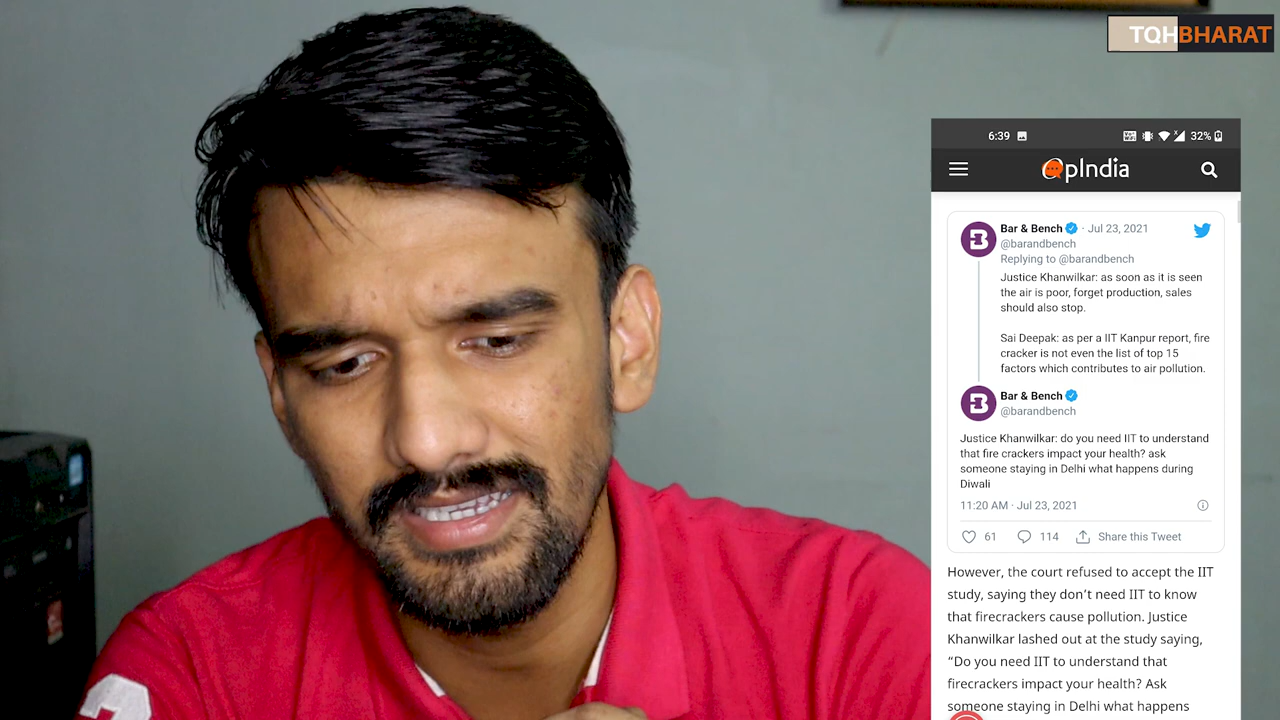 TQHBHARAT
6:39
32%
OpIndia
Bar & Bench · Jul 23, 2021
@barandbench
Replying to @barandbench
Justice Khanwilkar: as soon as it is seen
the air is poor, forget production, sales
should also stop.
Sai Deepak: as per a IIT Kanpur report, fire
cracker is not even the list of top 15
factors which contributes to air pollution.
Bar & Bench
@barandbench
Justice Khanwilkar: do you need IIT to understand
that fire crackers impact your health? ask
someone staying in Delhi what happens during
Diwali
11:20 AM · Jul 23, 2021
61 114 Share this Tweet
However, the court refused to accept the IIT
study, saying they don't need IIT to know
that firecrackers cause pollution. Justice
Khanwilkar lashed out at the study saying,
“Do you need IIT to understand that
firecrackers impact your health? Ask
someone staying in Delhi what happens